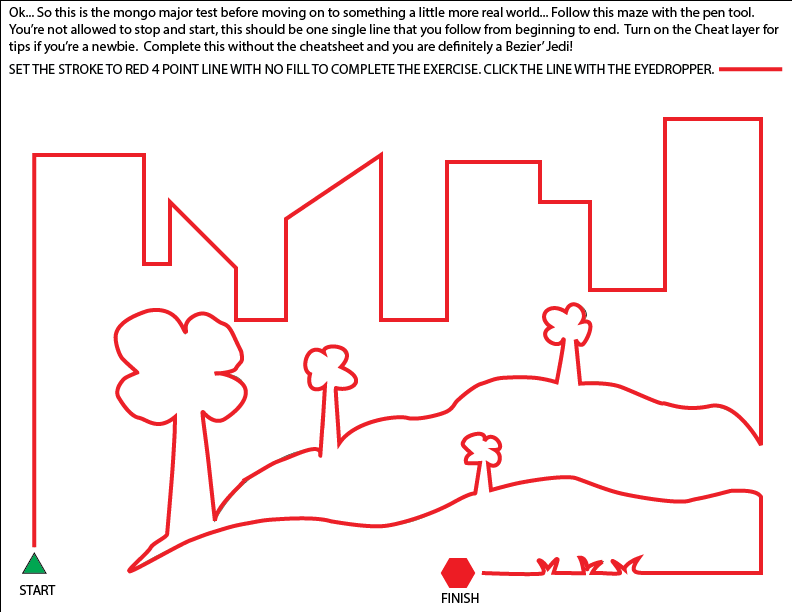 Ok... So this is the mongo major test before moving on to something a little more real world... Follow this maze with the pen tool.
You're not allowed to stop and start, this should be one single line that you follow from beginning to end.  Turn on the Cheat layer for
tips if you're a newbie.  Complete this without the cheatsheet and you are definitely a Bezier' Jedi!
SET THE STROKE TO RED 4 POINT LINE WITH NO FILL TO COMPLETE THE EXERCISE. CLICK THE LINE WITH THE EYEDROPPER.
START
FINISH